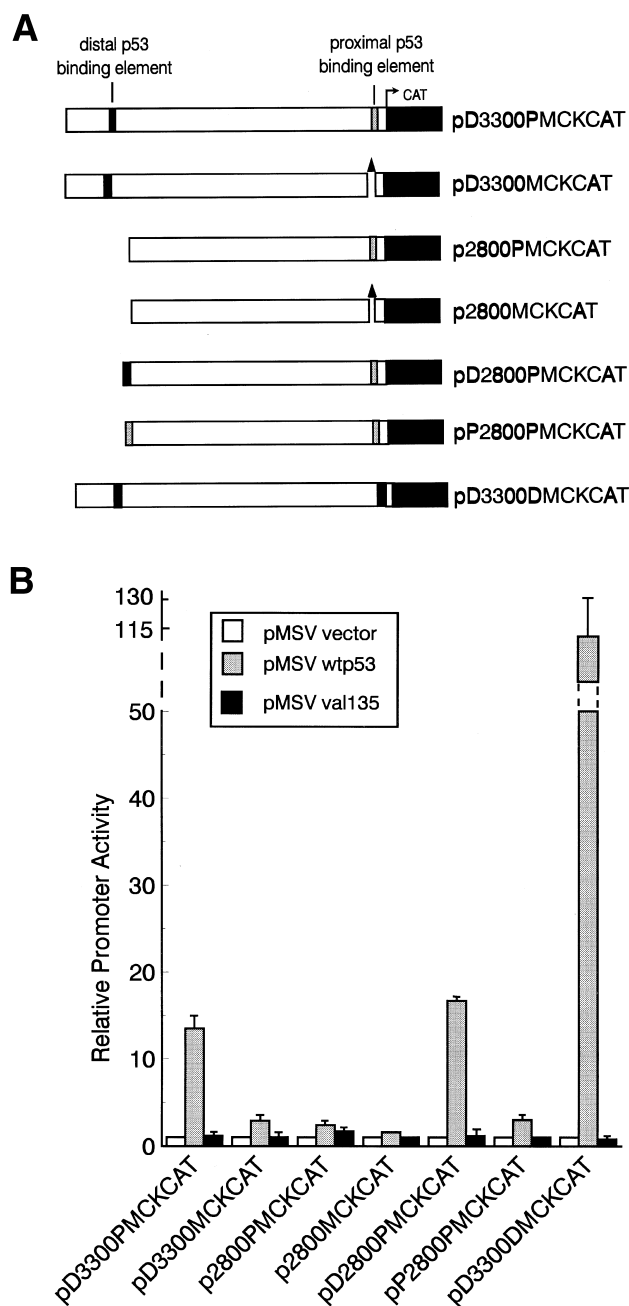 A
distal p53
binding element
proximal p53
binding element
CAT
pD3300PMCKCAT
pD3300MCKCAT
p2800PMCKCAT
p2800MCKCAT
pD2800PMCKCAT
pP2800PMCKCAT
pD3300DMCKCAT
B
130
115
50
40
30
20
10
0
Relative Promoter Activity
pMSV vector
pMSV wtp53
pMSV val135
pD3300PMCKCAT
pD3300MCKCAT
p2800PMCKCAT
p2800MCKCAT
pD2800PMCKCAT
pP2800PMCKCAT
pD3300DMCKCAT